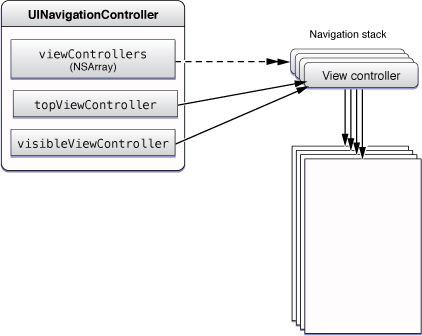 UINavigationController
viewControllers
(NSArray)
topViewController
visibleViewController
Navigation stack
View controller